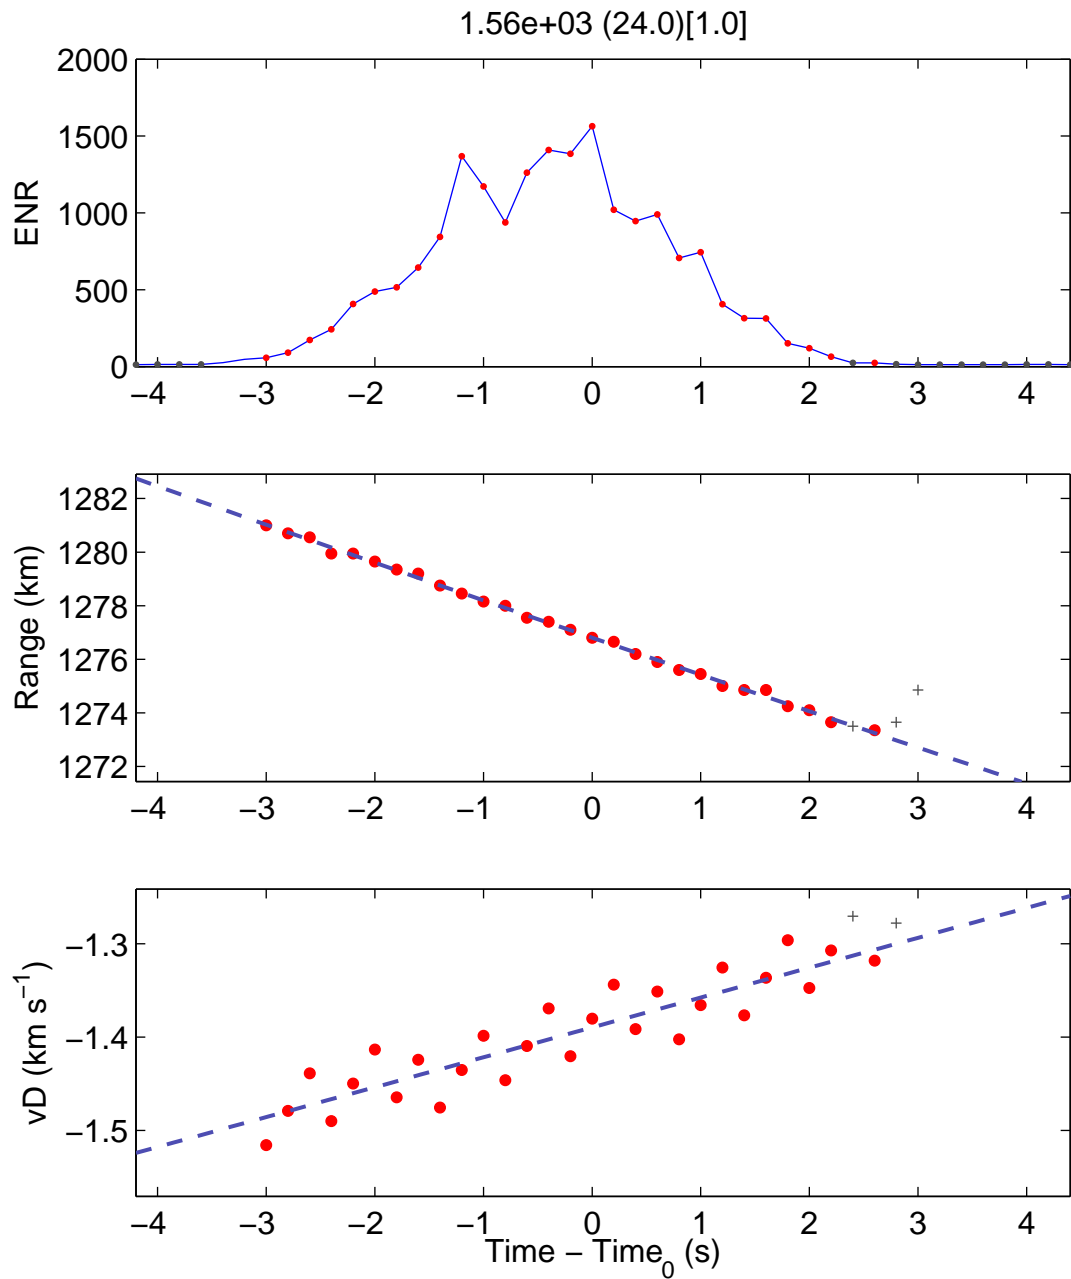 1.56e+03 (24.0)[1.0]
2000
1500
1000
500
0
ENR
−4 −3 −2 −1 0 1 2 3 4
1282
1280
1278
1276
1274
1272
Range (km)
−4 −3 −2 −1 0 1 2 3 4
−1.3
−1.4
−1.5
vD (km s⁻¹)
−4 −3 −2 −1 0 1 2 3 4
Time − Time₀ (s)